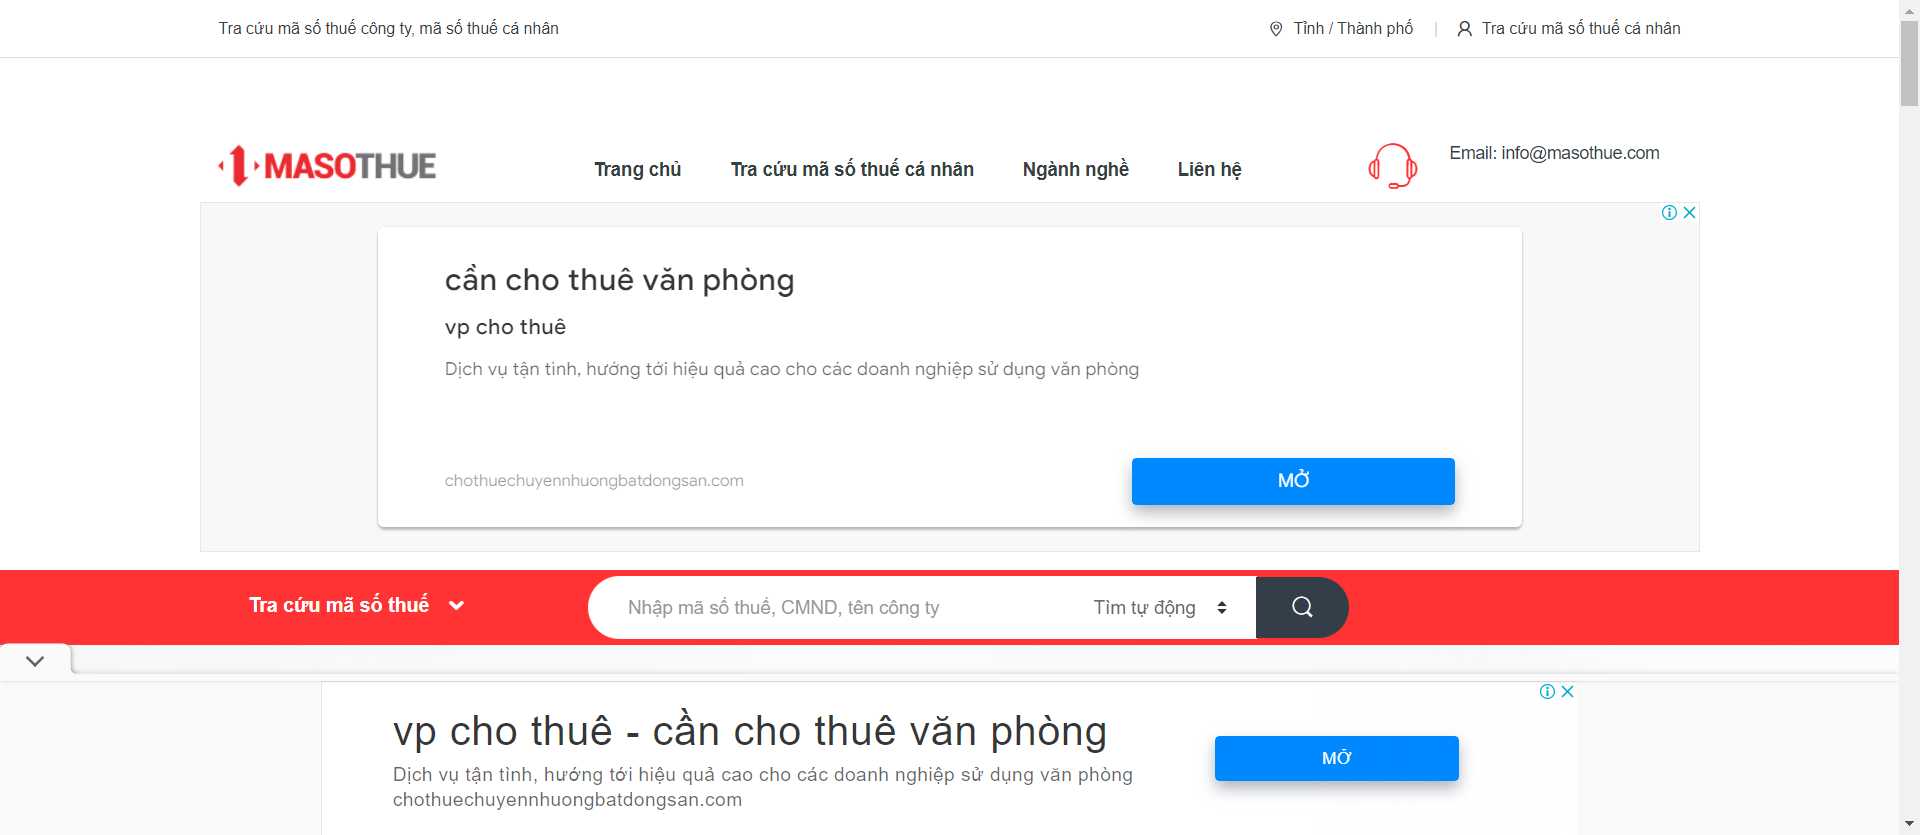 Tra cứu mã số thuế công ty, mã số thuế cá nhân
Tỉnh / Thành phố
Tra cứu mã số thuế cá nhân
MASOTHUE
Trang chủ
Tra cứu mã số thuế cá nhân
Ngành nghề
Liên hệ
Email: info@masothue.com
cần cho thuê văn phòng
vp cho thuê
Dịch vụ tận tình, hướng tới hiệu quả cao cho các doanh nghiệp sử dụng văn phòng
chothuechuyennhuongbatdongsan.com
MỞ
Tra cứu mã số thuế
Nhập mã số thuế, CMND, tên công ty
Tìm tự động
vp cho thuê - cần cho thuê văn phòng
Dịch vụ tận tình, hướng tới hiệu quả cao cho các doanh nghiệp sử dụng văn phòng
chothuechuyennhuongbatdongsan.com
MỞ